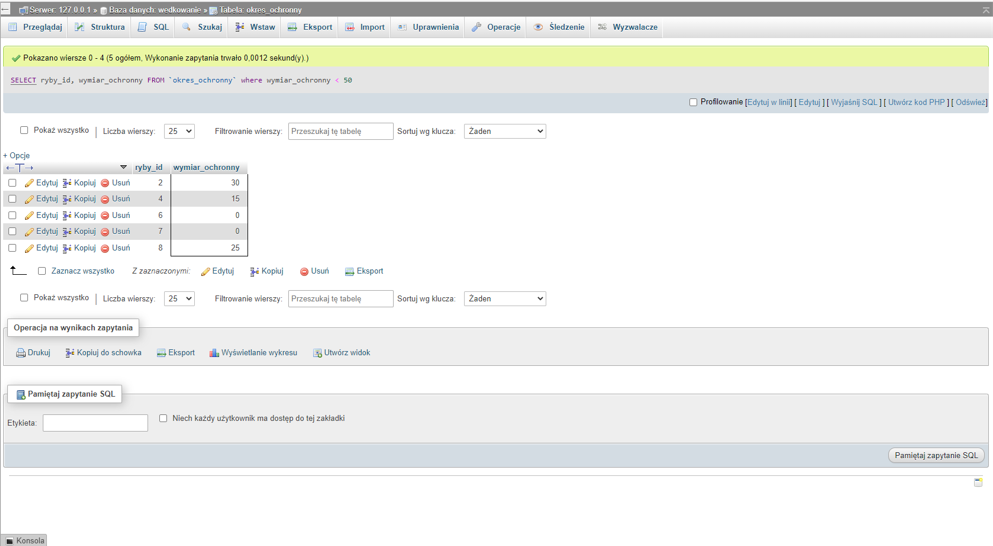 Serwer: 127.0.0.1 » Baza danych: wedkowanie » Tabela: okres_ochronny
Przeglądaj Struktura SQL Szukaj Wstaw Eksport Import Uprawnienia Operacje Śledzenie Wyzwalacze
Pokazano wiersze 0 - 4 (5 ogółem, Wykonanie zapytania trwało 0,0012 sekund(y).)
SELECT ryby_id, wymiar_ochronny FROM `okres_ochronny` where wymiar_ochronny < 50
Profilowanie [Edytuj w linii] [ Edytuj ] [ Wyjaśnij SQL ] [ Utwórz kod PHP ] [ Odśwież]
Pokaż wszystko | Liczba wierszy: 25 Filtrowanie wierszy: Przeszukaj tę tabelę Sortuj wg klucza: Żaden
+ Opcje
←T→ ryby_id wymiar_ochronny
Edytuj Kopiuj Usuń 2 30
Edytuj Kopiuj Usuń 4 15
Edytuj Kopiuj Usuń 6 0
Edytuj Kopiuj Usuń 7 0
Edytuj Kopiuj Usuń 8 25
Zaznacz wszystko Z zaznaczonymi: Edytuj Kopiuj Usuń Eksport
Pokaż wszystko | Liczba wierszy: 25 Filtrowanie wierszy: Przeszukaj tę tabelę Sortuj wg klucza: Żaden
Operacja na wynikach zapytania
Drukuj Kopiuj do schowka Eksport Wyświetlanie wykresu Utwórz widok
Pamiętaj zapytanie SQL
Etykieta: Niech każdy użytkownik ma dostęp do tej zakładki
Pamiętaj zapytanie SQL
Konsola